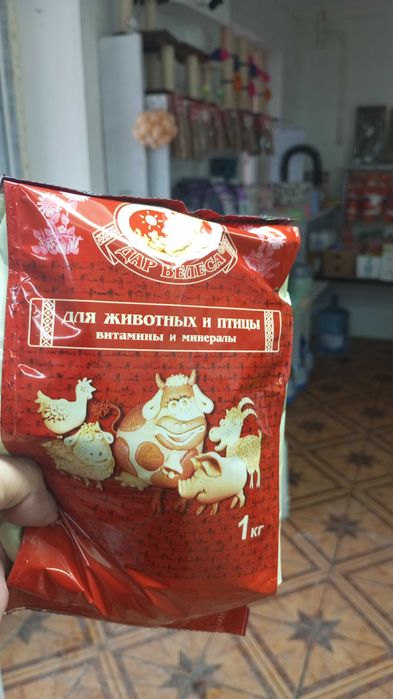 ДАР ВЕЛЕСА
ДЛЯ ЖИВОТНЫХ И ПТИЦЫ
ВИТАМИНЫ И МИНЕРАЛЫ
1 кг